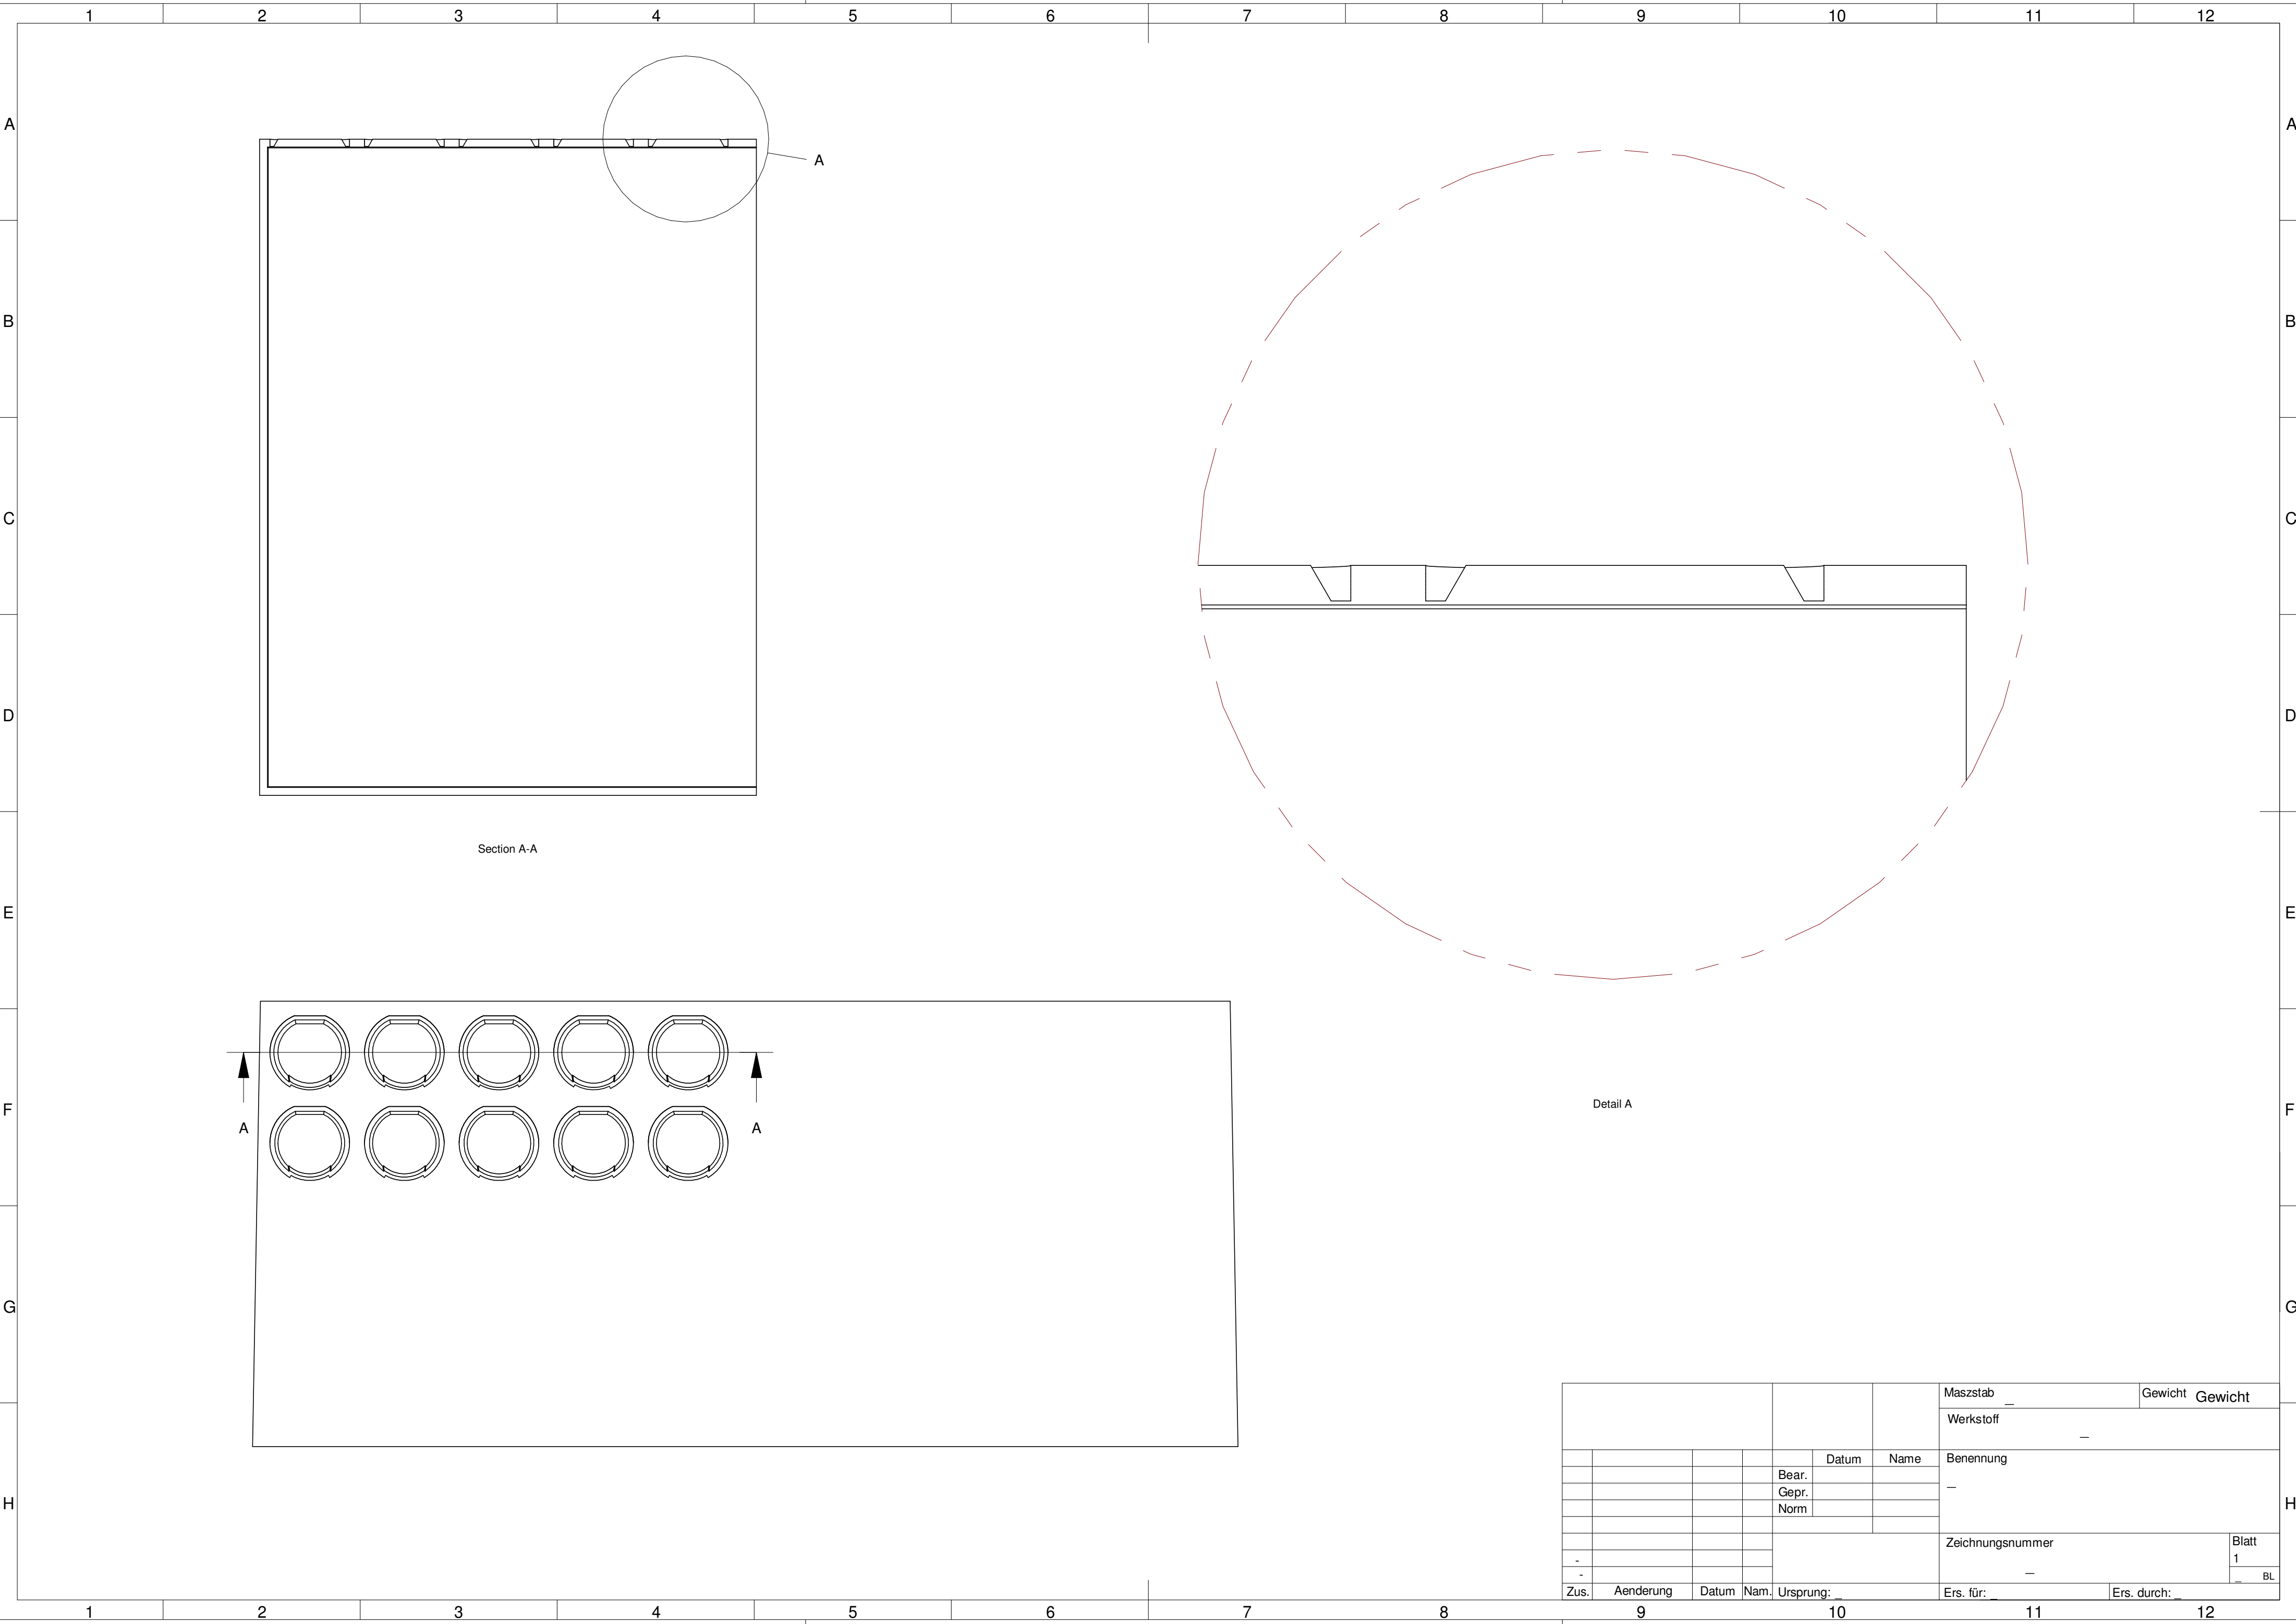 1 2 3 4 5 6 7 8 9 10 11 12
A A
A
B B
C C
D D
Section A-A
E E
F F
Detail A
A A
G G
Maszstab _ Gewicht Gewicht
Werkstoff
_
Datum Name Benennung
Bear.
Gepr. _
Norm
H H
Zeichnungsnummer Blatt
- 1
- _ _ BL
Zus. Aenderung Datum Nam. Ursprung: _ Ers. für: _ Ers. durch: _
1 2 3 4 5 6 7 8 9 10 11 12